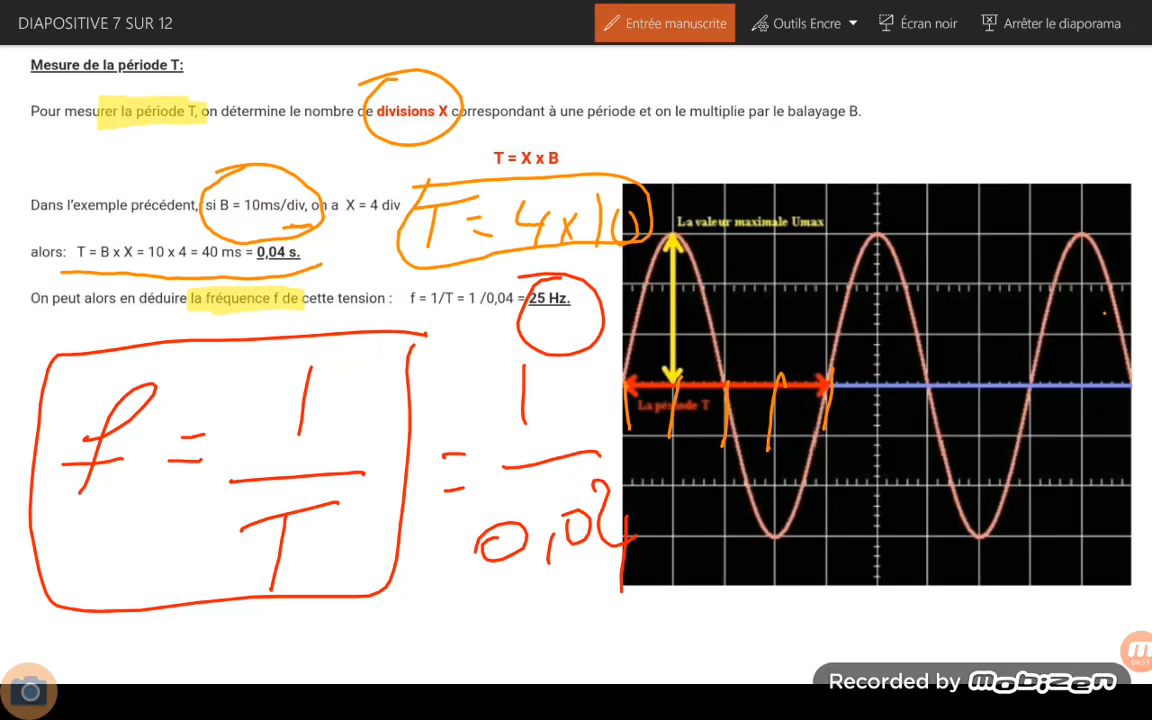 DIAPOSITIVE 7 SUR 12
Entrée manuscrite
Outils Encre
Écran noir
Arrêter le diaporama
Mesure de la période T:
Pour mesurer la période T, on détermine le nombre de divisions X correspondant à une période et on le multiplie par le balayage B.
T = X x B
Dans l'exemple précédent, si B = 10ms/div, on a X = 4 div
T = 4 x 10
alors: T = B x X = 10 x 4 = 40 ms = 0,04 s.
On peut alors en déduire la fréquence f de cette tension : f = 1/T = 1 /0,04 = 25 Hz.
f = 1/T = 1/0,04
La valeur maximale Umax
La période T
Recorded by mobizen